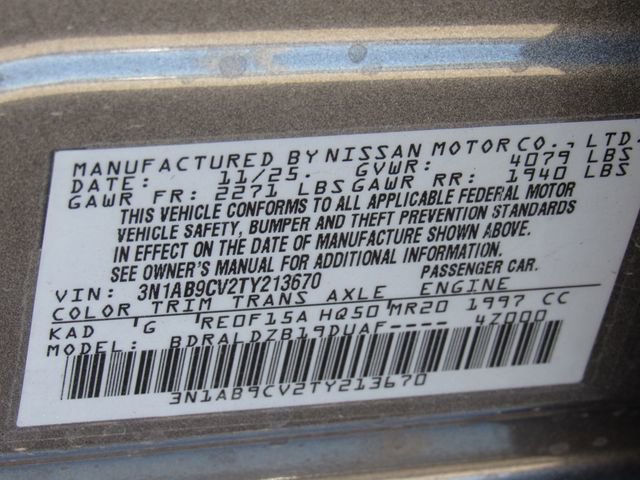 MANUFACTURED BY NISSAN MOTOR CO., LTD.
DATE: 11/25. GVWR: 4079 LBS
GAWR FR: 2271 LBS GAWR RR: 1940 LBS
THIS VEHICLE CONFORMS TO ALL APPLICABLE FEDERAL MOTOR
VEHICLE SAFETY, BUMPER AND THEFT PREVENTION STANDARDS
IN EFFECT ON THE DATE OF MANUFACTURE SHOWN ABOVE.
SEE OWNER'S MANUAL FOR ADDITIONAL INFORMATION.
VIN: 3N1AB9CV2TY213670 PASSENGER CAR.
COLOR TRIM TRANS AXLE ENGINE
KAD G RE0F15A HQ50 MR20 1997 CC
MODEL: BDRALDZB19DUAF---- 4Z000
3N1AB9CV2TY213670